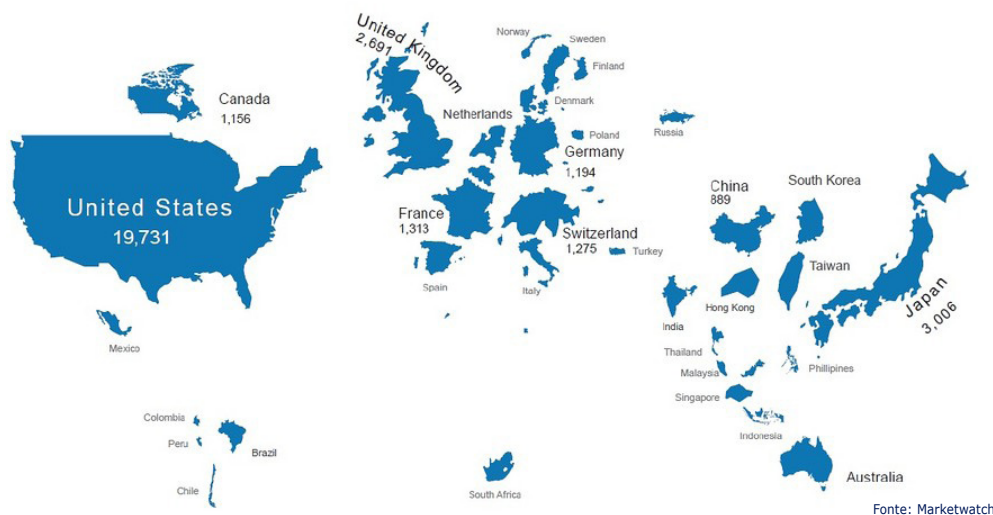 United Kingdom
2,691
Norway
Sweden
Finland
Denmark
Canada
1,156
Netherlands
Poland
Germany
1,194
Russia
United States
19,731
France
1,313
Switzerland
1,275
Turkey
Spain
Italy
China
889
South Korea
Taiwan
Hong Kong
Japan
3,006
India
Thailand
Malaysia
Phillipines
Singapore
Indonesia
Australia
Mexico
Colombia
Peru
Brazil
Chile
South Africa
Fonte: Marketwatch